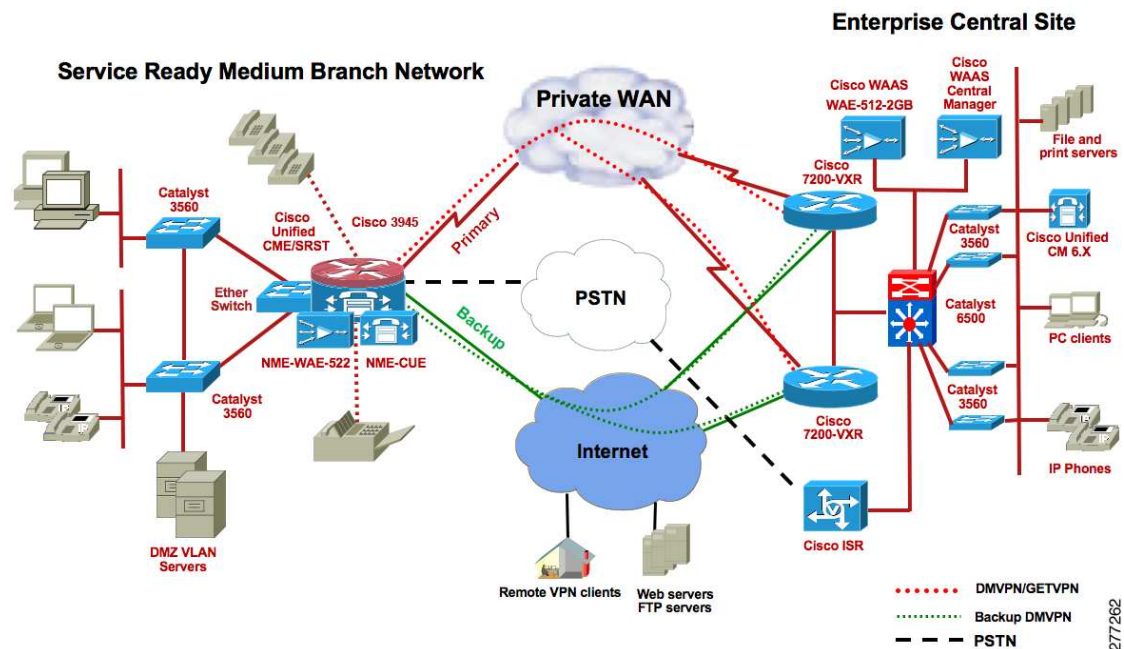 Enterprise Central Site
Service Ready Medium Branch Network
Private WAN
Cisco WAAS
WAE-512-2GB
Cisco
WAAS
Central
Manager
File and
print servers
Cisco
7200-VXR
Catalyst
3560
Cisco
Unified
CME/SRST
Cisco 3945
Primary
Catalyst
3560
Cisco Unified
CM 6.X
Ether
Switch
PSTN
Catalyst
6500
Backup
PC clients
NME-WAE-522
NME-CUE
Catalyst
3560
Catalyst
3560
Cisco
7200-VXR
Internet
IP
IP
IP
IP Phones
V
Cisco ISR
DMZ VLAN
Servers
Remote VPN clients
Web servers
FTP servers
DMVPN/GETVPN
Backup DMVPN
PSTN
277262